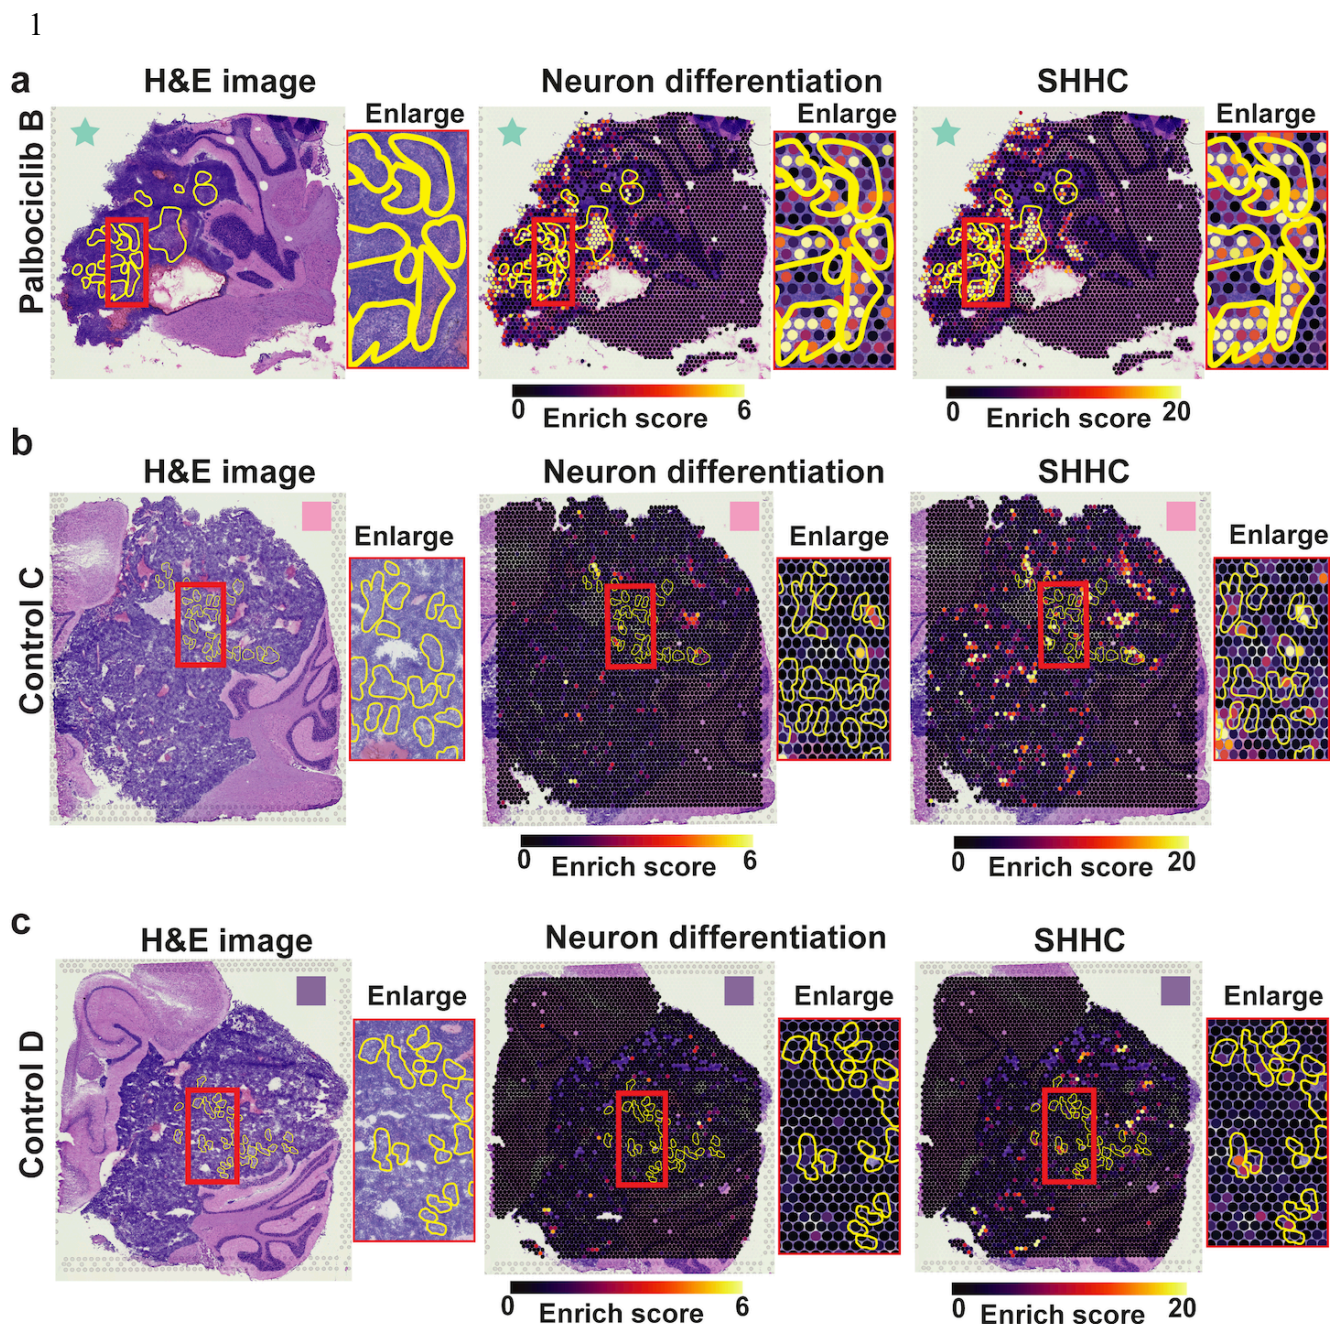 1
a
H&E image
Neuron differentiation
SHHC
Palbociclib B
Enlarge
Enlarge
Enlarge
0
Enrich score
6
0
Enrich score
20
b
H&E image
Neuron differentiation
SHHC
Control C
Enlarge
Enlarge
Enlarge
0
Enrich score
6
0
Enrich score
20
c
H&E image
Neuron differentiation
SHHC
Control D
Enlarge
Enlarge
Enlarge
0
Enrich score
6
0
Enrich score
20